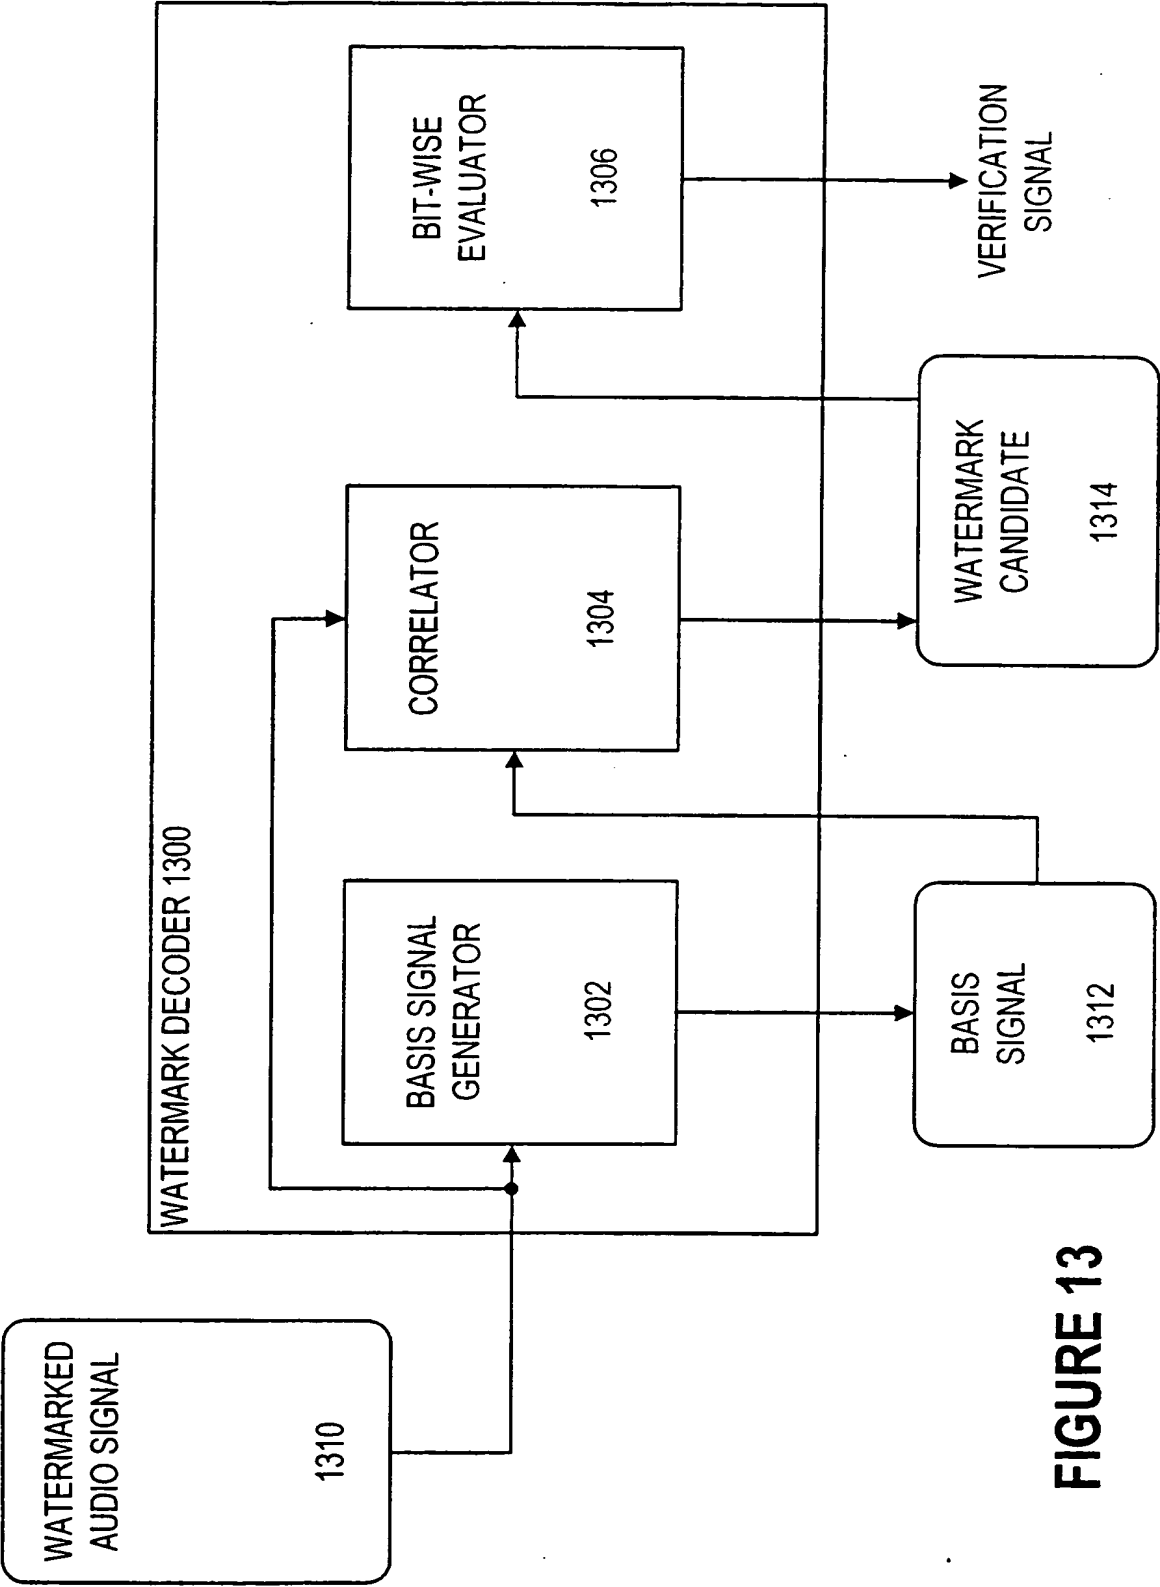 WATERMARKED
AUDIO SIGNAL
1310
WATERMARK DECODER 1300
BASIS SIGNAL
GENERATOR
1302
CORRELATOR
1304
BIT-WISE
EVALUATOR
1306
BASIS
SIGNAL
1312
WATERMARK
CANDIDATE
1314
VERIFICATION
SIGNAL
FIGURE 13